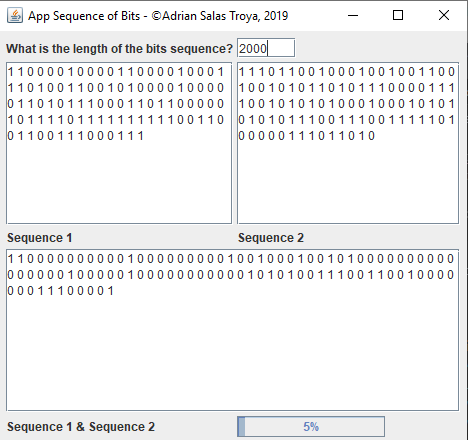 App Sequence of Bits - ©Adrian Salas Troya, 2019
What is the length of the bits sequence? 2000
1 1 0 0 0 0 1 0 0 0 0 1 1 0 0 0 0 1 0 0 0 1
1 1 0 1 0 0 1 1 0 0 1 0 1 0 0 0 0 1 0 0 0 0
0 1 1 0 1 0 1 1 1 0 0 0 1 1 0 1 1 0 0 0 0 0
1 0 1 1 1 1 0 1 1 1 1 1 1 1 1 1 1 0 0 1 1 0
0 1 1 0 0 1 1 1 0 0 0 1 1 1
1 1 1 0 1 1 0 0 1 0 0 0 1 0 0 1 0 0 1 1 0 0
1 0 0 1 0 1 0 1 1 0 1 0 1 1 1 0 0 0 0 1 1 1
1 0 0 1 0 1 0 1 0 1 0 0 0 1 0 0 0 1 0 1 0 0
0 1 0 1 0 1 1 1 0 0 1 1 1 0 0 1 1 1 1 1 0 1
0 0 0 0 0 1 1 1 0 1 1 0 1 0
Sequence 1
Sequence 2
1 1 0 0 0 0 0 0 0 0 0 0 1 0 0 0 0 0 0 0 0 0 1 0 0 1 0 0 0 1 0 0 1 0 1 0 0 0 0 0 0 0 0 0 0
0 0 0 0 0 0 1 0 0 0 0 0 1 0 0 0 0 0 0 0 0 0 0 0 1 0 1 0 1 0 0 1 1 1 0 0 1 1 0 0 1 0 0 0 0
0 0 0 1 1 1 0 0 0 0 1
Sequence 1 & Sequence 2
5%